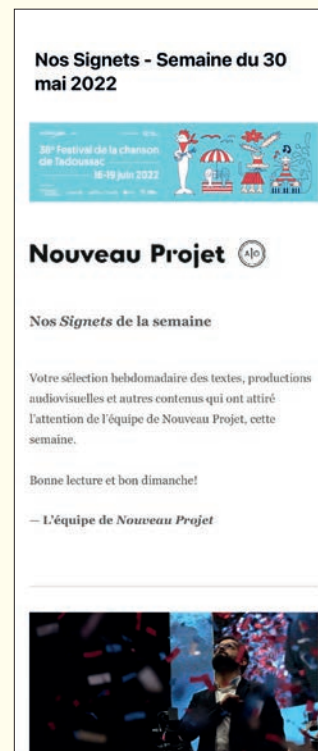 Nos Signets - Semaine du 30
mai 2022
38e Festival de la chanson
de Tadoussac
16-19 juin 2022
Nouveau Projet
Nos Signets de la semaine
Votre sélection hebdomadaire des textes, productions
audiovisuelles et autres contenus qui ont attiré
l'attention de l'équipe de Nouveau Projet, cette
semaine.
Bonne lecture et bon dimanche!
— L'équipe de Nouveau Projet